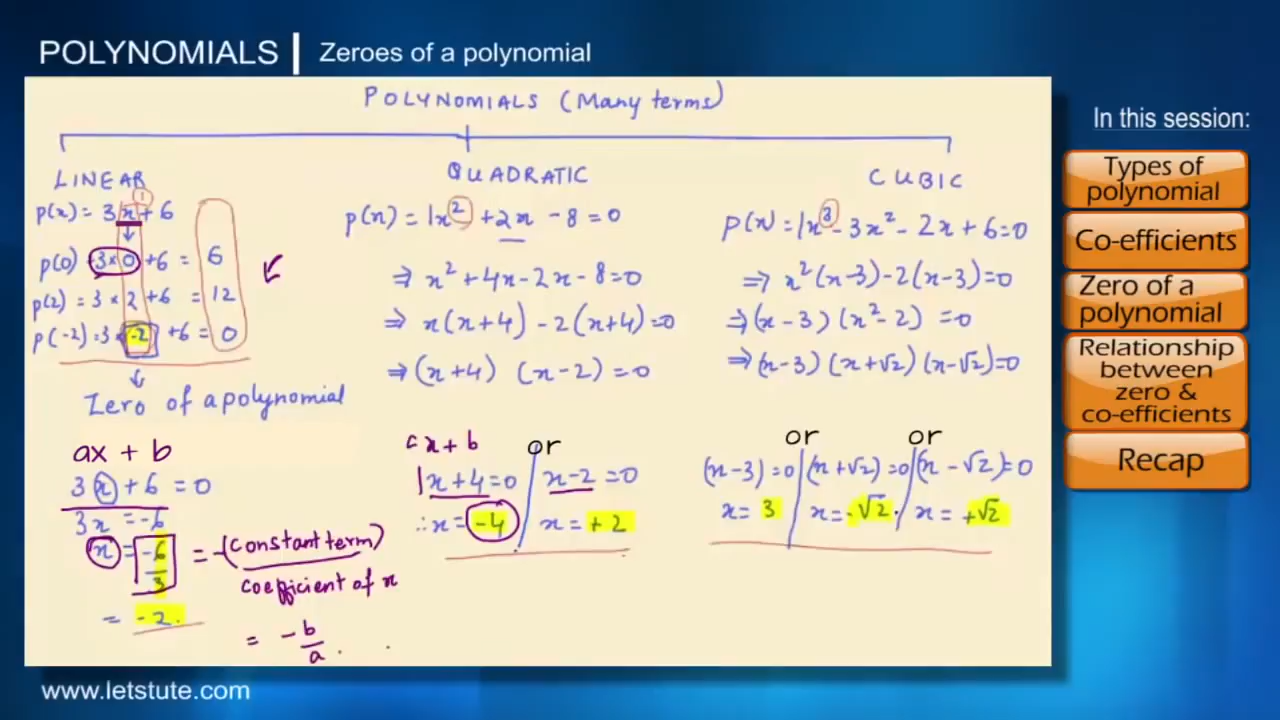 POLYNOMIALS | Zeroes of a polynomial
POLYNOMIALS (Many terms)
LINEAR
p(x) = 3x¹ + 6
p(0) = 3×0 +6 = 6
p(2) = 3×2 +6 = 12
p(-2) = 3×-2 +6 = 0
Zero of a polynomial
ax + b
3x + 6 = 0
3x = -6
x = -6/3 = -(constant term)/coefficient of x
= -2.
= -b/a.
QUADRATIC
p(x) = 1x² + 2x - 8 = 0
⇒ x² + 4x - 2x - 8 = 0
⇒ x(x+4) - 2(x+4) = 0
⇒ (x+4) (x-2) = 0
ax + b
or
1x + 4 = 0 / x - 2 = 0
∴ x = -4 / x = +2
CUBIC
p(x) = 1x³ - 3x² - 2x + 6 = 0
⇒ x²(x-3) - 2(x-3) = 0
⇒ (x-3) (x²-2) = 0
⇒ (x-3) (x+√2) (x-√2) = 0
or or
(x-3) = 0 / (x+√2) = 0 / (x-√2) = 0
x = 3 / x = -√2. / x = +√2
In this session:
Types of
polynomial
Co-efficients
Zero of a
polynomial
Relationship
between
zero &
co-efficients
Recap
www.letstute.com